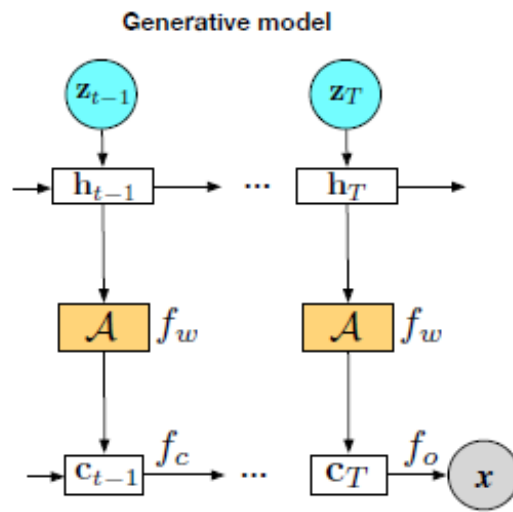 Generative model
z_{t−1} z_T
h_{t−1} ... h_T
𝒜 f_w 𝒜 f_w
c_{t−1} f_c ... c_T f_o x